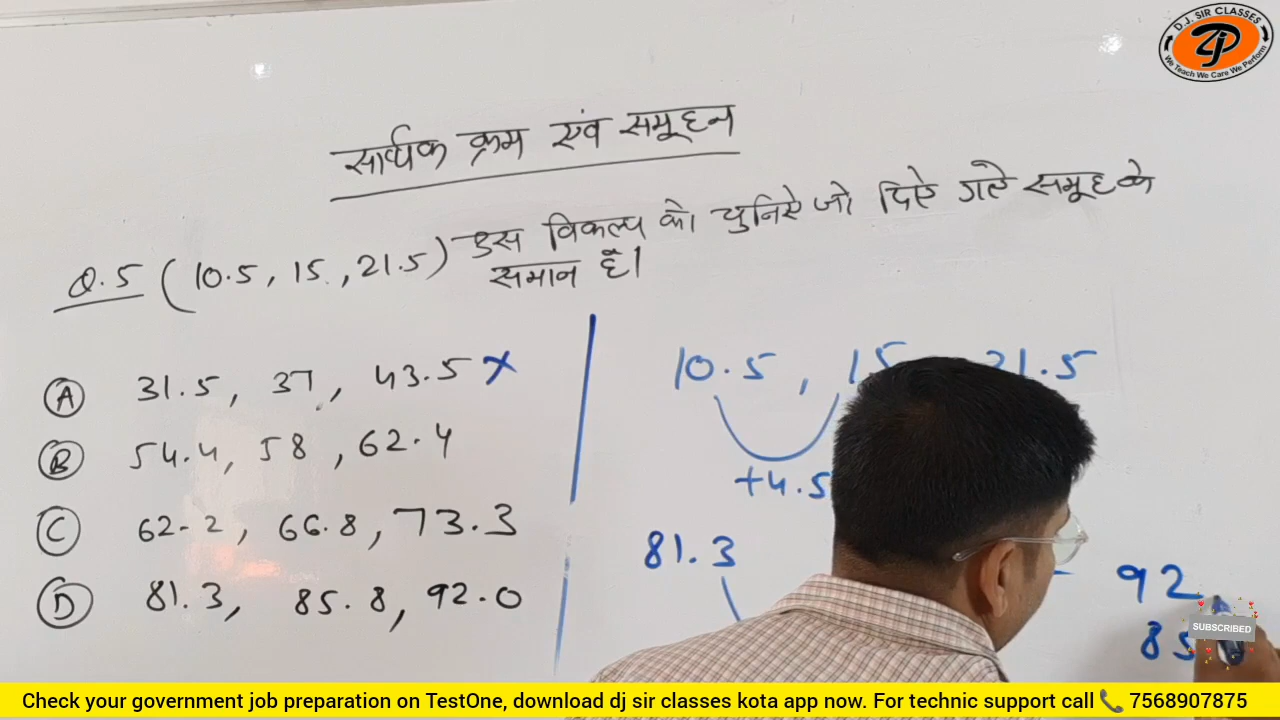 D.J. SIR CLASSES
We Teach We Care We Perform
सार्थक क्रम एंव समूहन
Q.5 (10.5, 15, 21.5) उस विकल्प को चुनिऐ जो दिऐ गये समूह के
समान है।
A 31.5, 37, 43.5 ×
B 54.4, 58, 62.4
C 62.2, 66.8, 73.3
D 81.3, 85.8, 92.0
10.5, 15 21.5
+4.5
81.3
92.
85
SUBSCRIBED
Check your government job preparation on TestOne, download dj sir classes kota app now. For technic support call 📞 7568907875